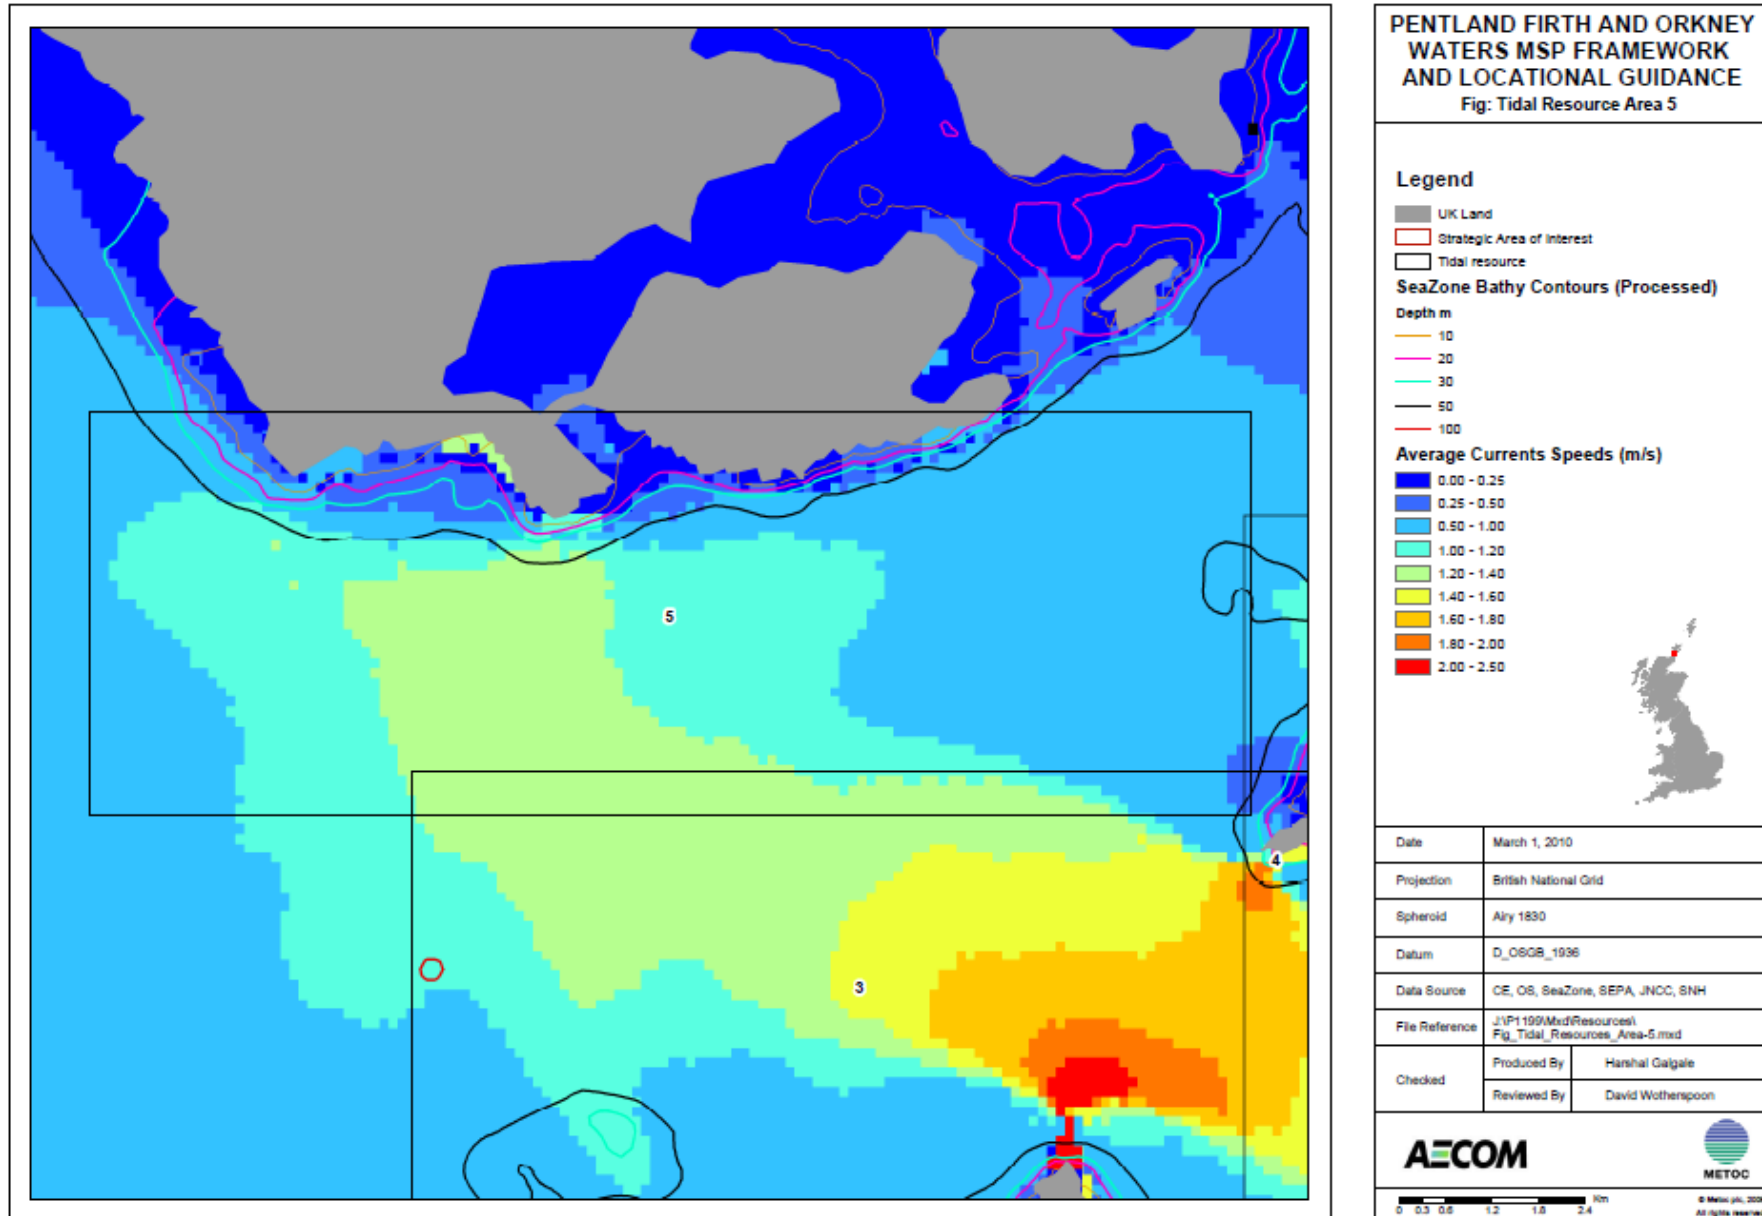 PENTLAND FIRTH AND ORKNEY
WATERS MSP FRAMEWORK
AND LOCATIONAL GUIDANCE
Fig: Tidal Resource Area 5
Legend
UK Land
Strategic Area of Interest
Tidal resource
SeaZone Bathy Contours (Processed)
Depth m
10
20
30
50
100
Average Currents Speeds (m/s)
0.00 - 0.25
0.25 - 0.50
0.50 - 1.00
1.00 - 1.20
1.20 - 1.40
1.40 - 1.60
1.60 - 1.80
1.80 - 2.00
2.00 - 2.50
5
4
3
Date March 1, 2010
Projection British National Grid
Spheroid Airy 1830
Datum D_OSGB_1936
Data Source CE, OS, SeaZone, SEPA, JNCC, SNH
File Reference J:\P1199\Mxd\Resources\
Fig_Tidal_Resources_Area-5.mxd
Checked
Produced By Harshal Gajgale
Reviewed By David Wotherspoon
AECOM
METOC
Km
0 0.3 0.6 1.2 1.8 2.4
© Metoc plc, 
All rights reserved